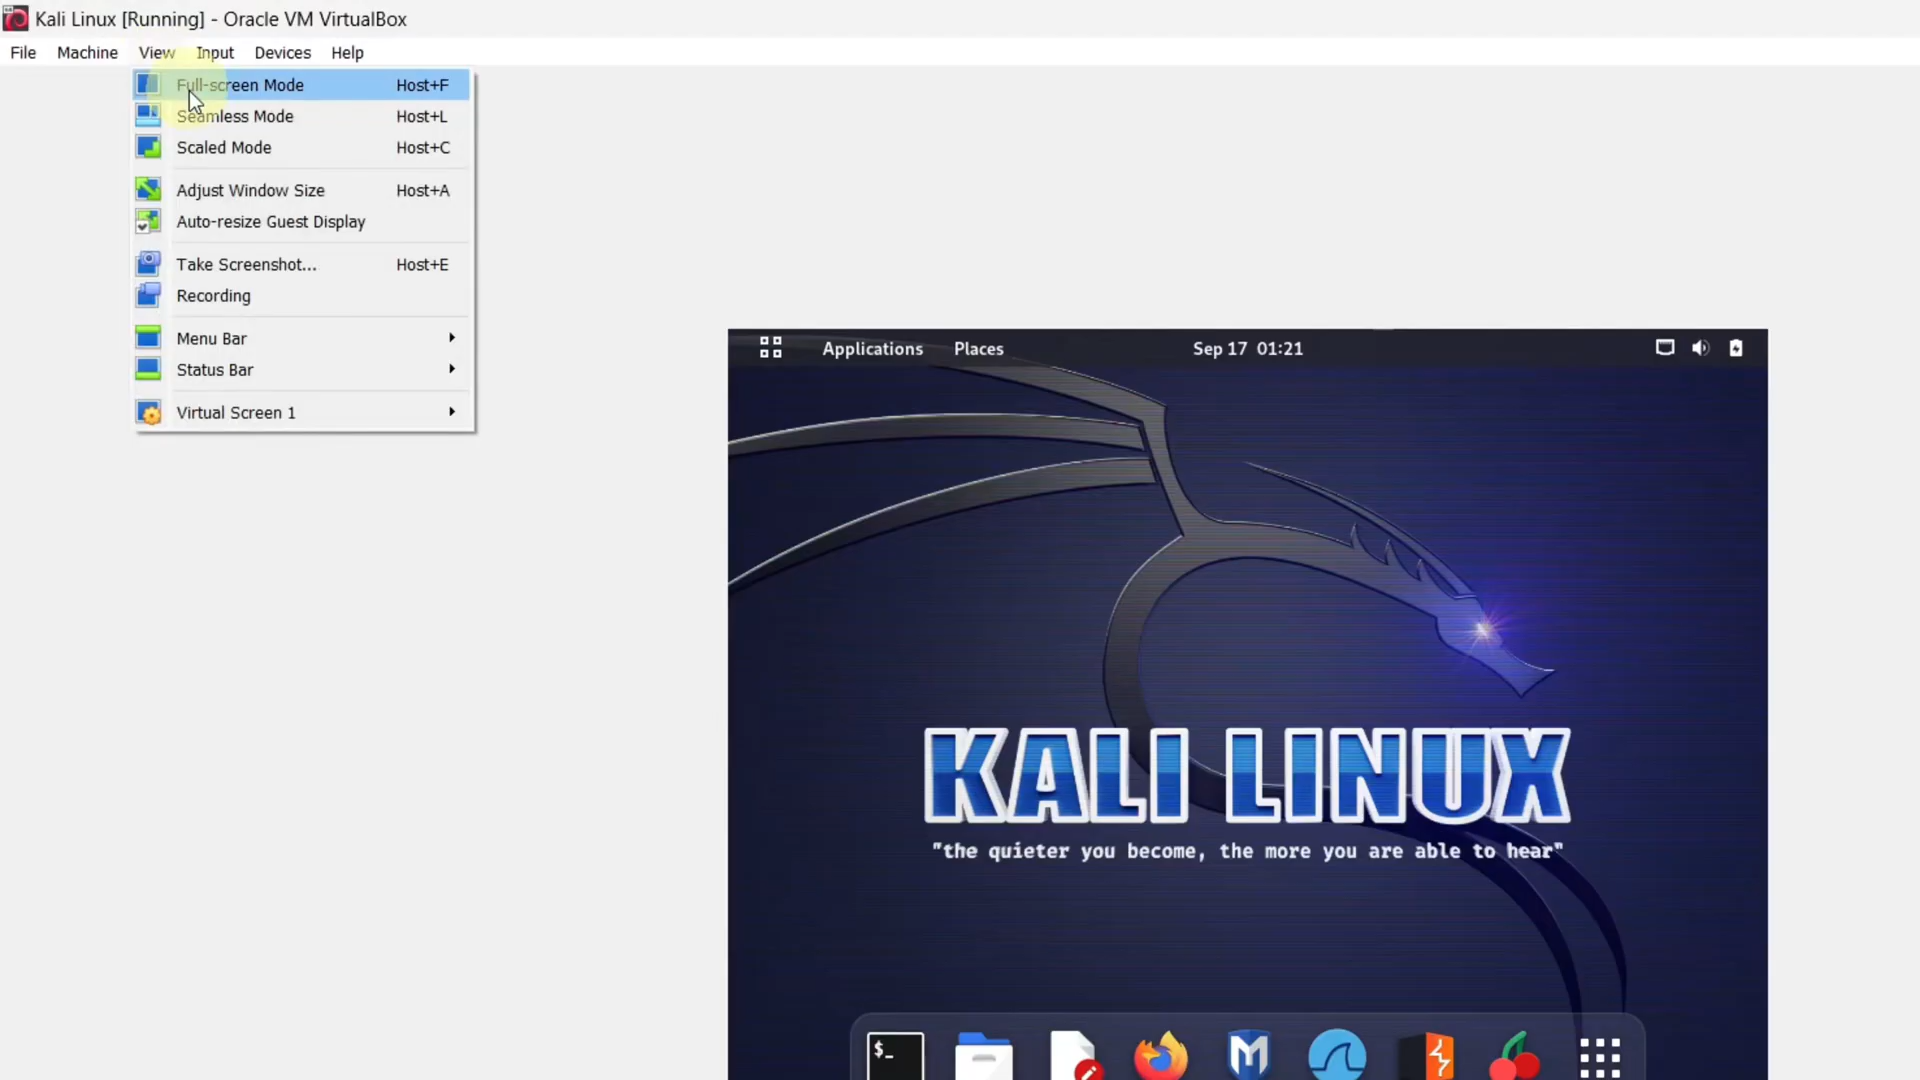 Kali Linux [Running] - Oracle VM VirtualBox
File Machine View Input Devices Help
Full-screen Mode Host+F
Seamless Mode Host+L
Scaled Mode Host+C
Adjust Window Size Host+A
Auto-resize Guest Display
Take Screenshot... Host+E
Recording
Menu Bar
Status Bar
Virtual Screen 1
Applications Places Sep 17 01:21
KALI LINUX
"the quieter you become, the more you are able to hear"
$_
M